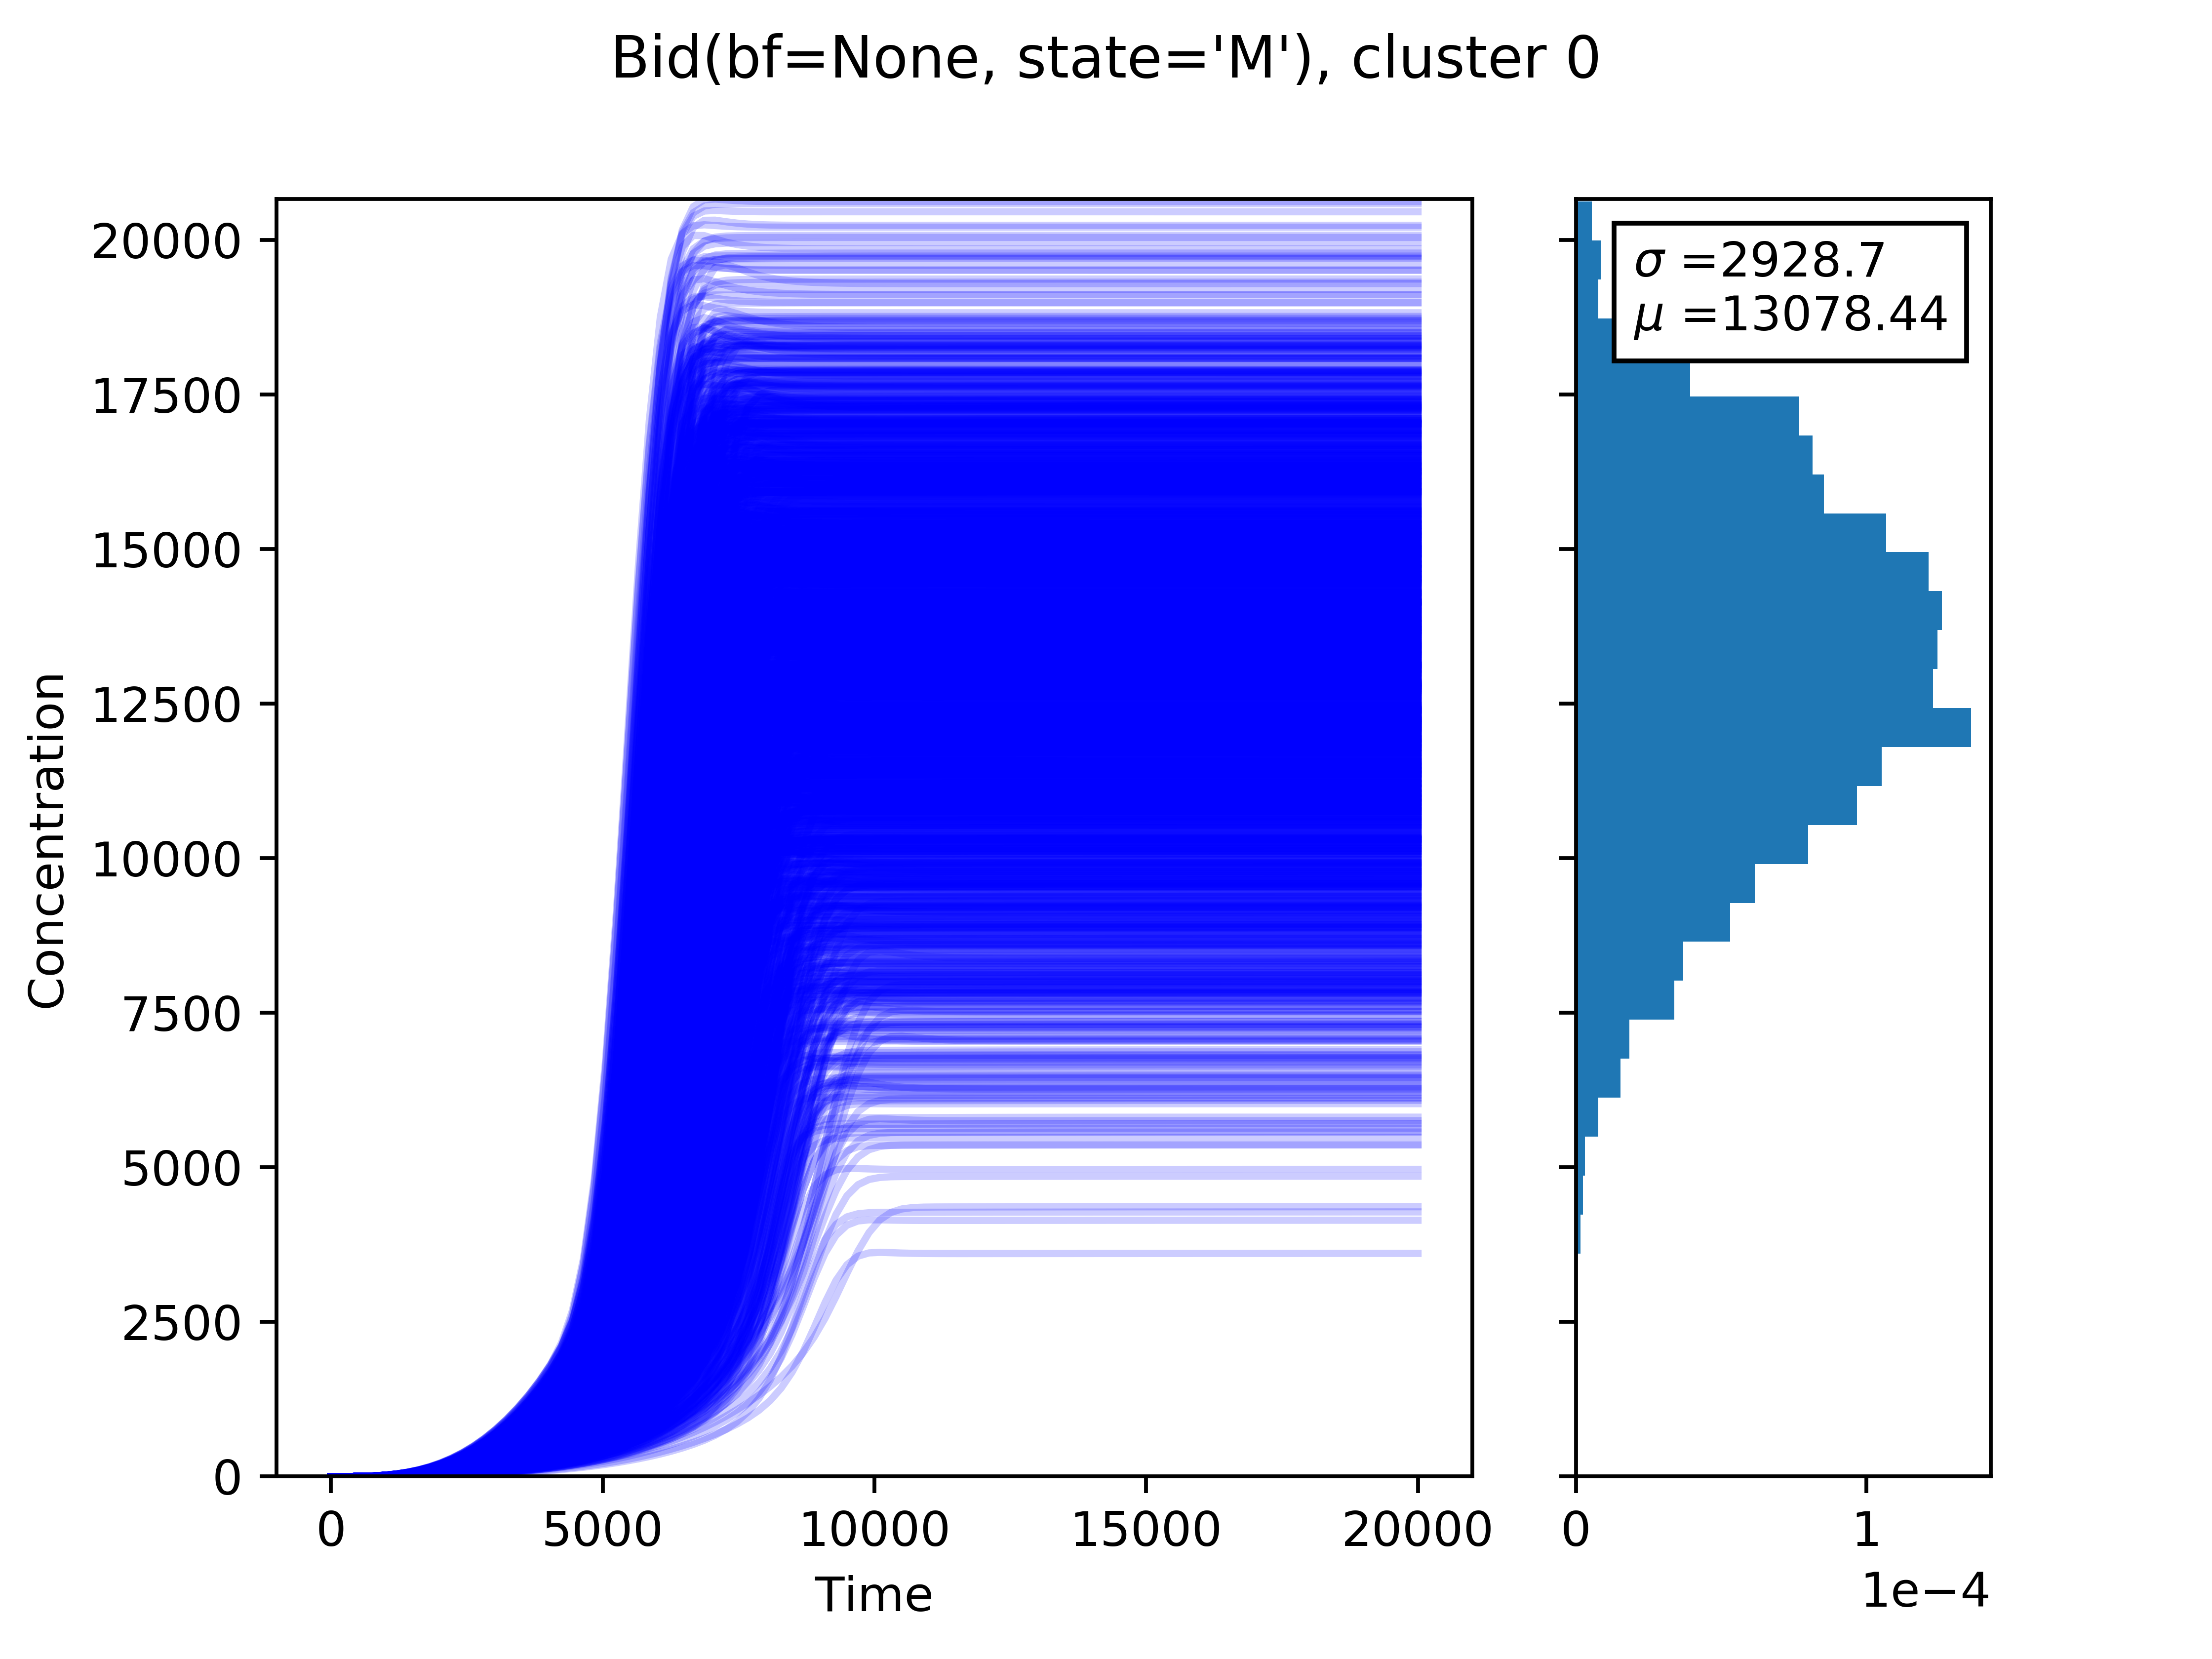 Bid(bf=None, state='M'), cluster 0
20000
17500
15000
12500
10000
7500
5000
2500
0
Concentration
0
5000
10000
15000
20000
Time
σ =2928.7
μ =13078.44
0
1
1e−4